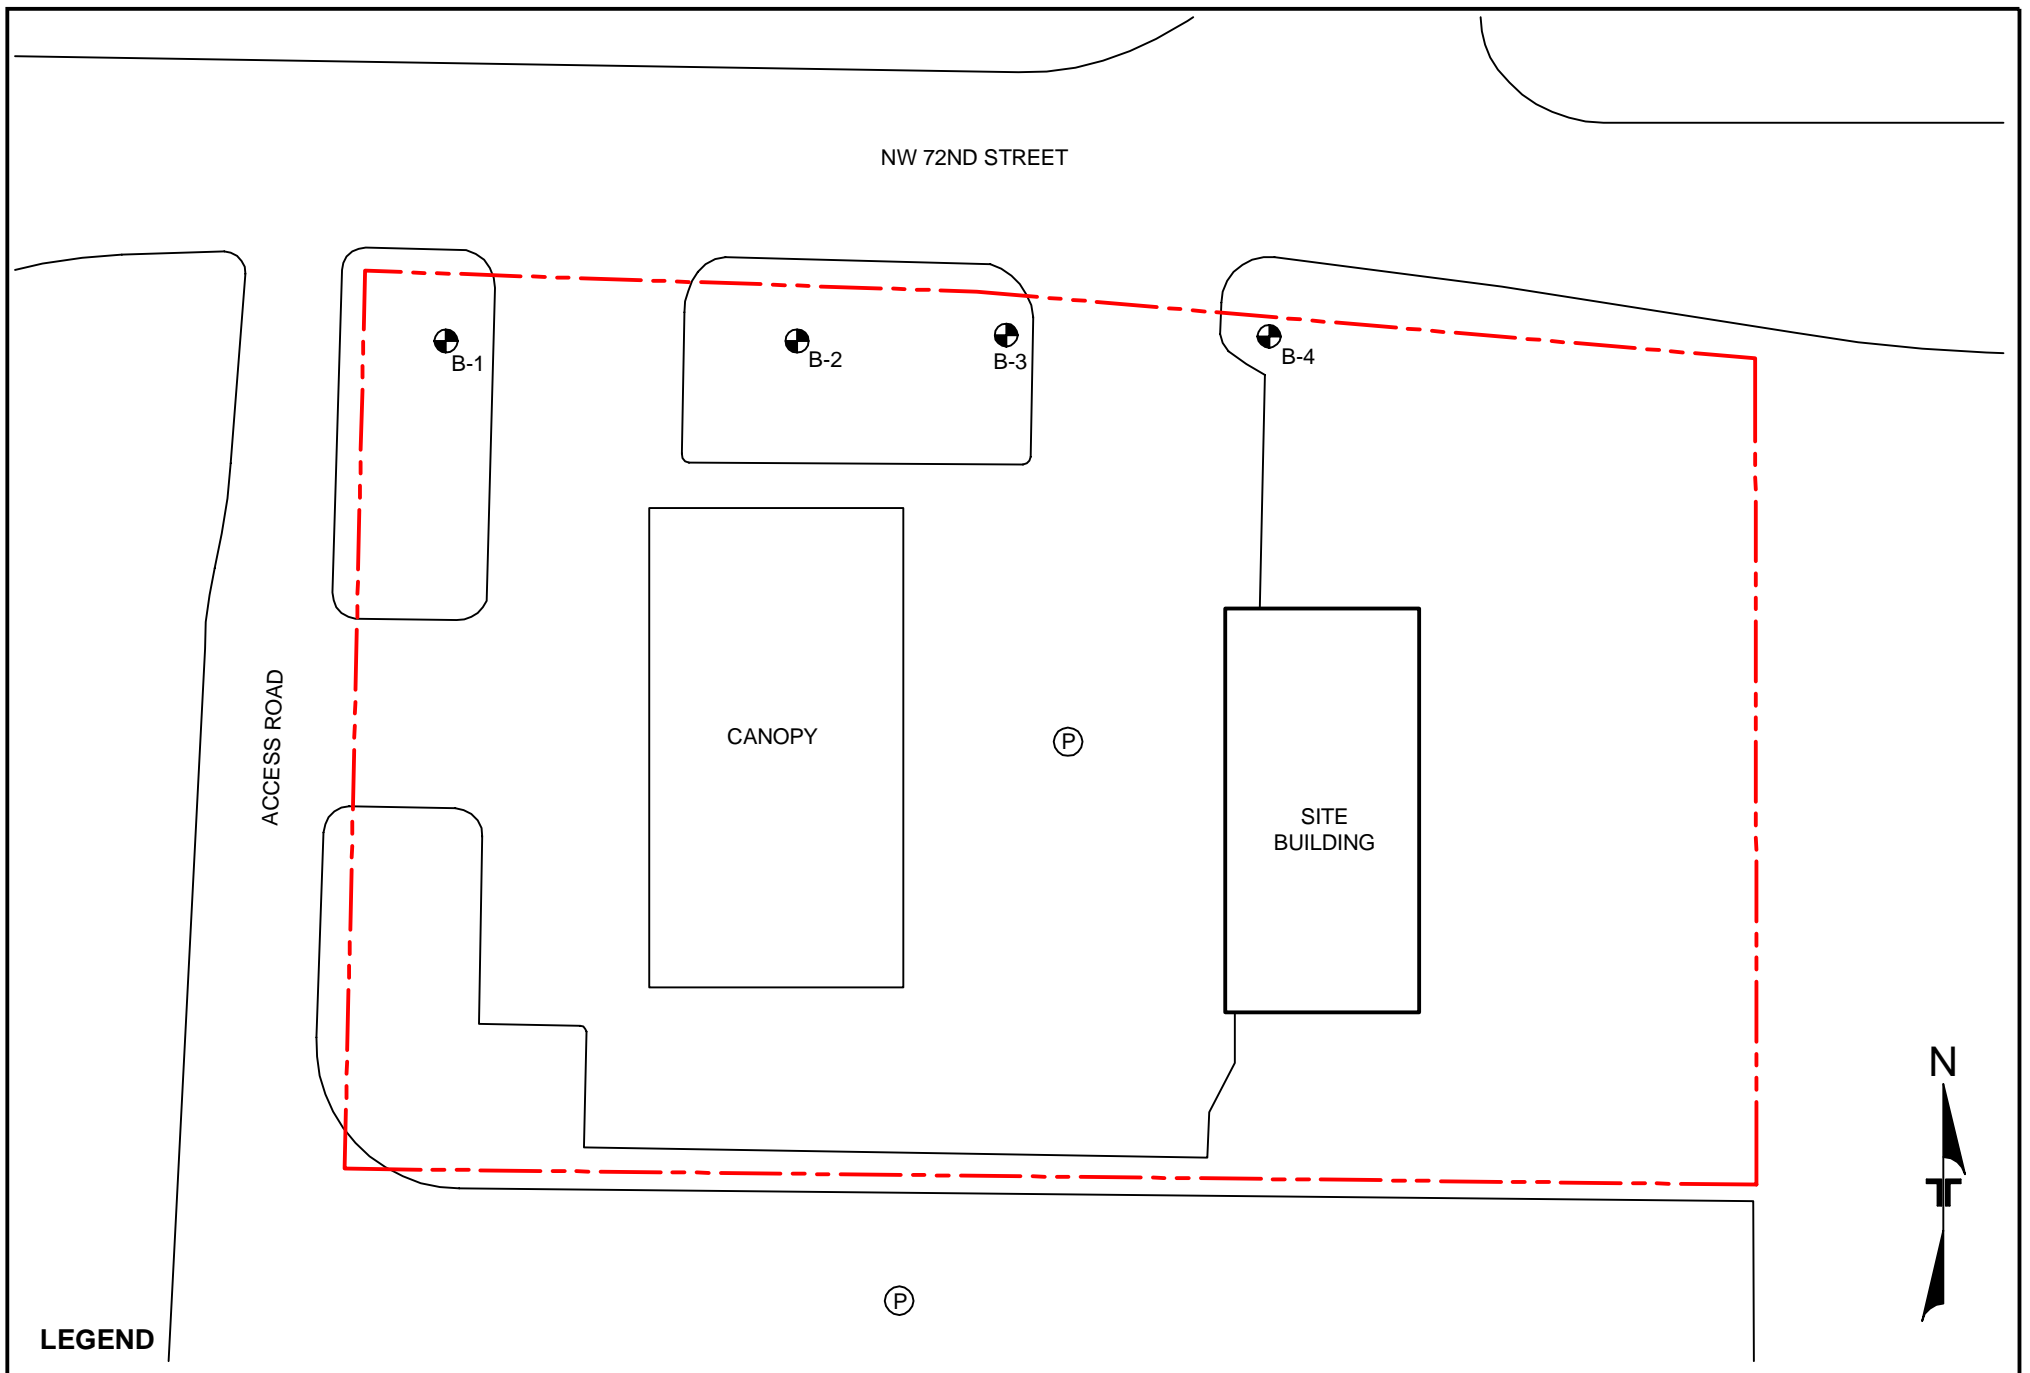 NW 72ND STREET
B-1
B-2
B-3
B-4
ACCESS ROAD
CANOPY
P
SITE
BUILDING
N
P
LEGEND